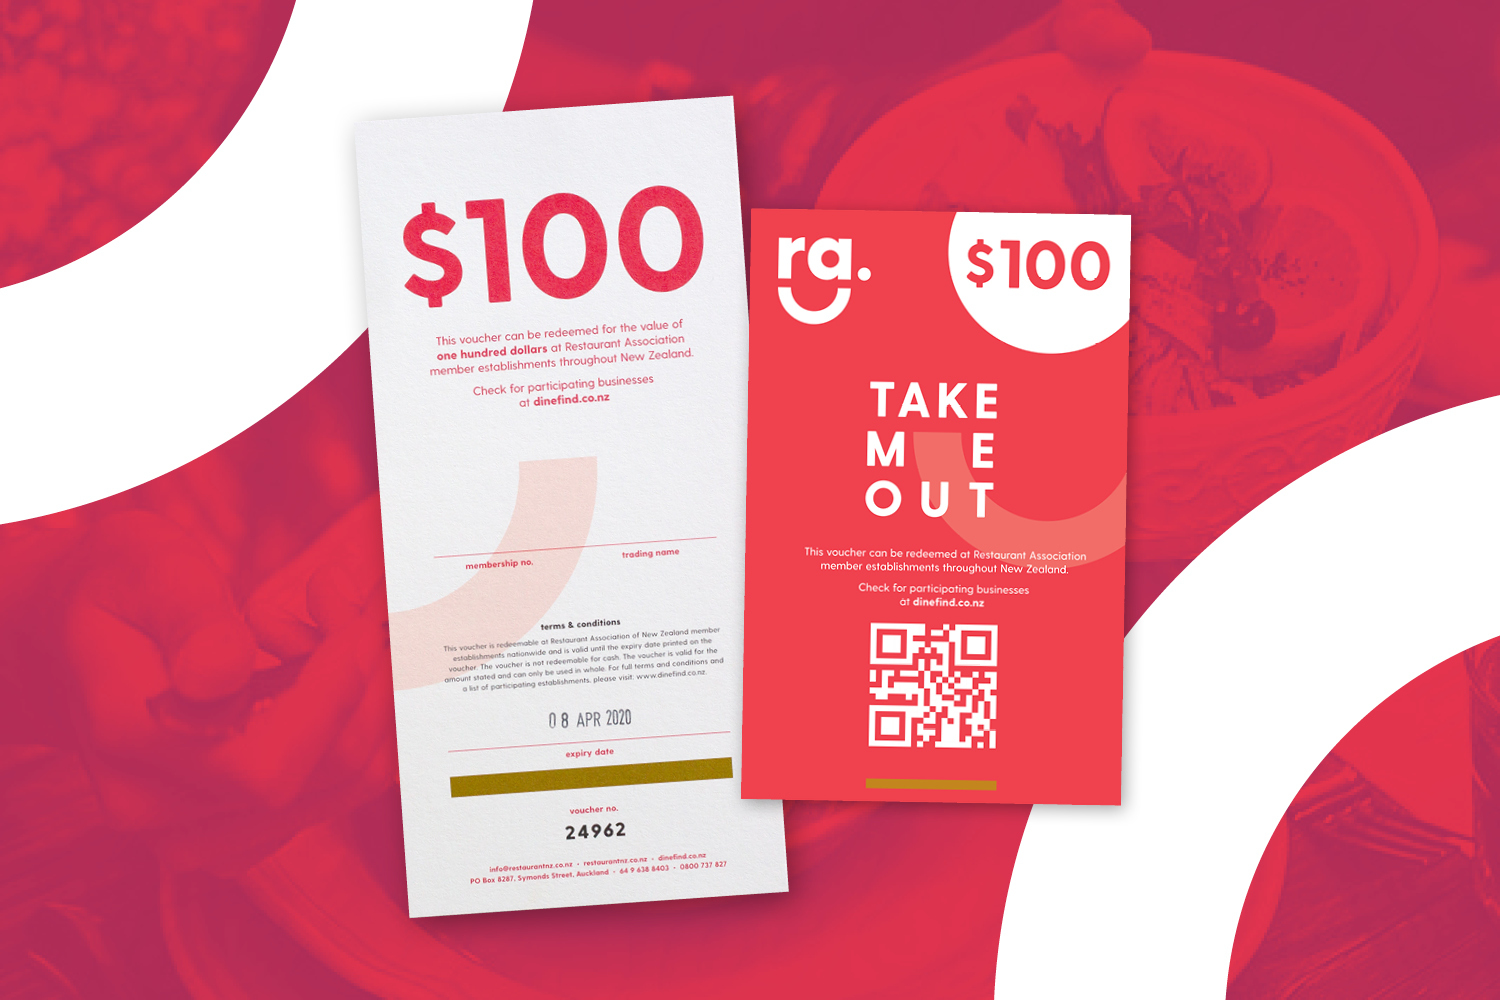 $100
This voucher can be redeemed for the value of
one hundred dollars at Restaurant Association
member establishments throughout New Zealand.
Check for participating businesses
at dinefind.co.nz
membership no. trading name
terms & conditions
This voucher is redeemable at Restaurant Association of New Zealand member
establishments nationwide and is valid until the expiry date printed on the
voucher. The voucher is not redeemable for cash. The voucher is valid for the
amount stated and can only be used in whole. For full terms and conditions and
a list of participating establishments, please visit: www.dinefind.co.nz.
08 APR 2020
expiry date
voucher no.
24962
info@restaurantnz.co.nz • restaurantnz.co.nz • dinefind.co.nz
PO Box 8287, Symonds Street, Auckland • 64 9 638 8403 • 0800 737 827
ra.
$100
TAKE
M E
OUT
This voucher can be redeemed at Restaurant Association
member establishments throughout New Zealand.
Check for participating businesses
at dinefind.co.nz